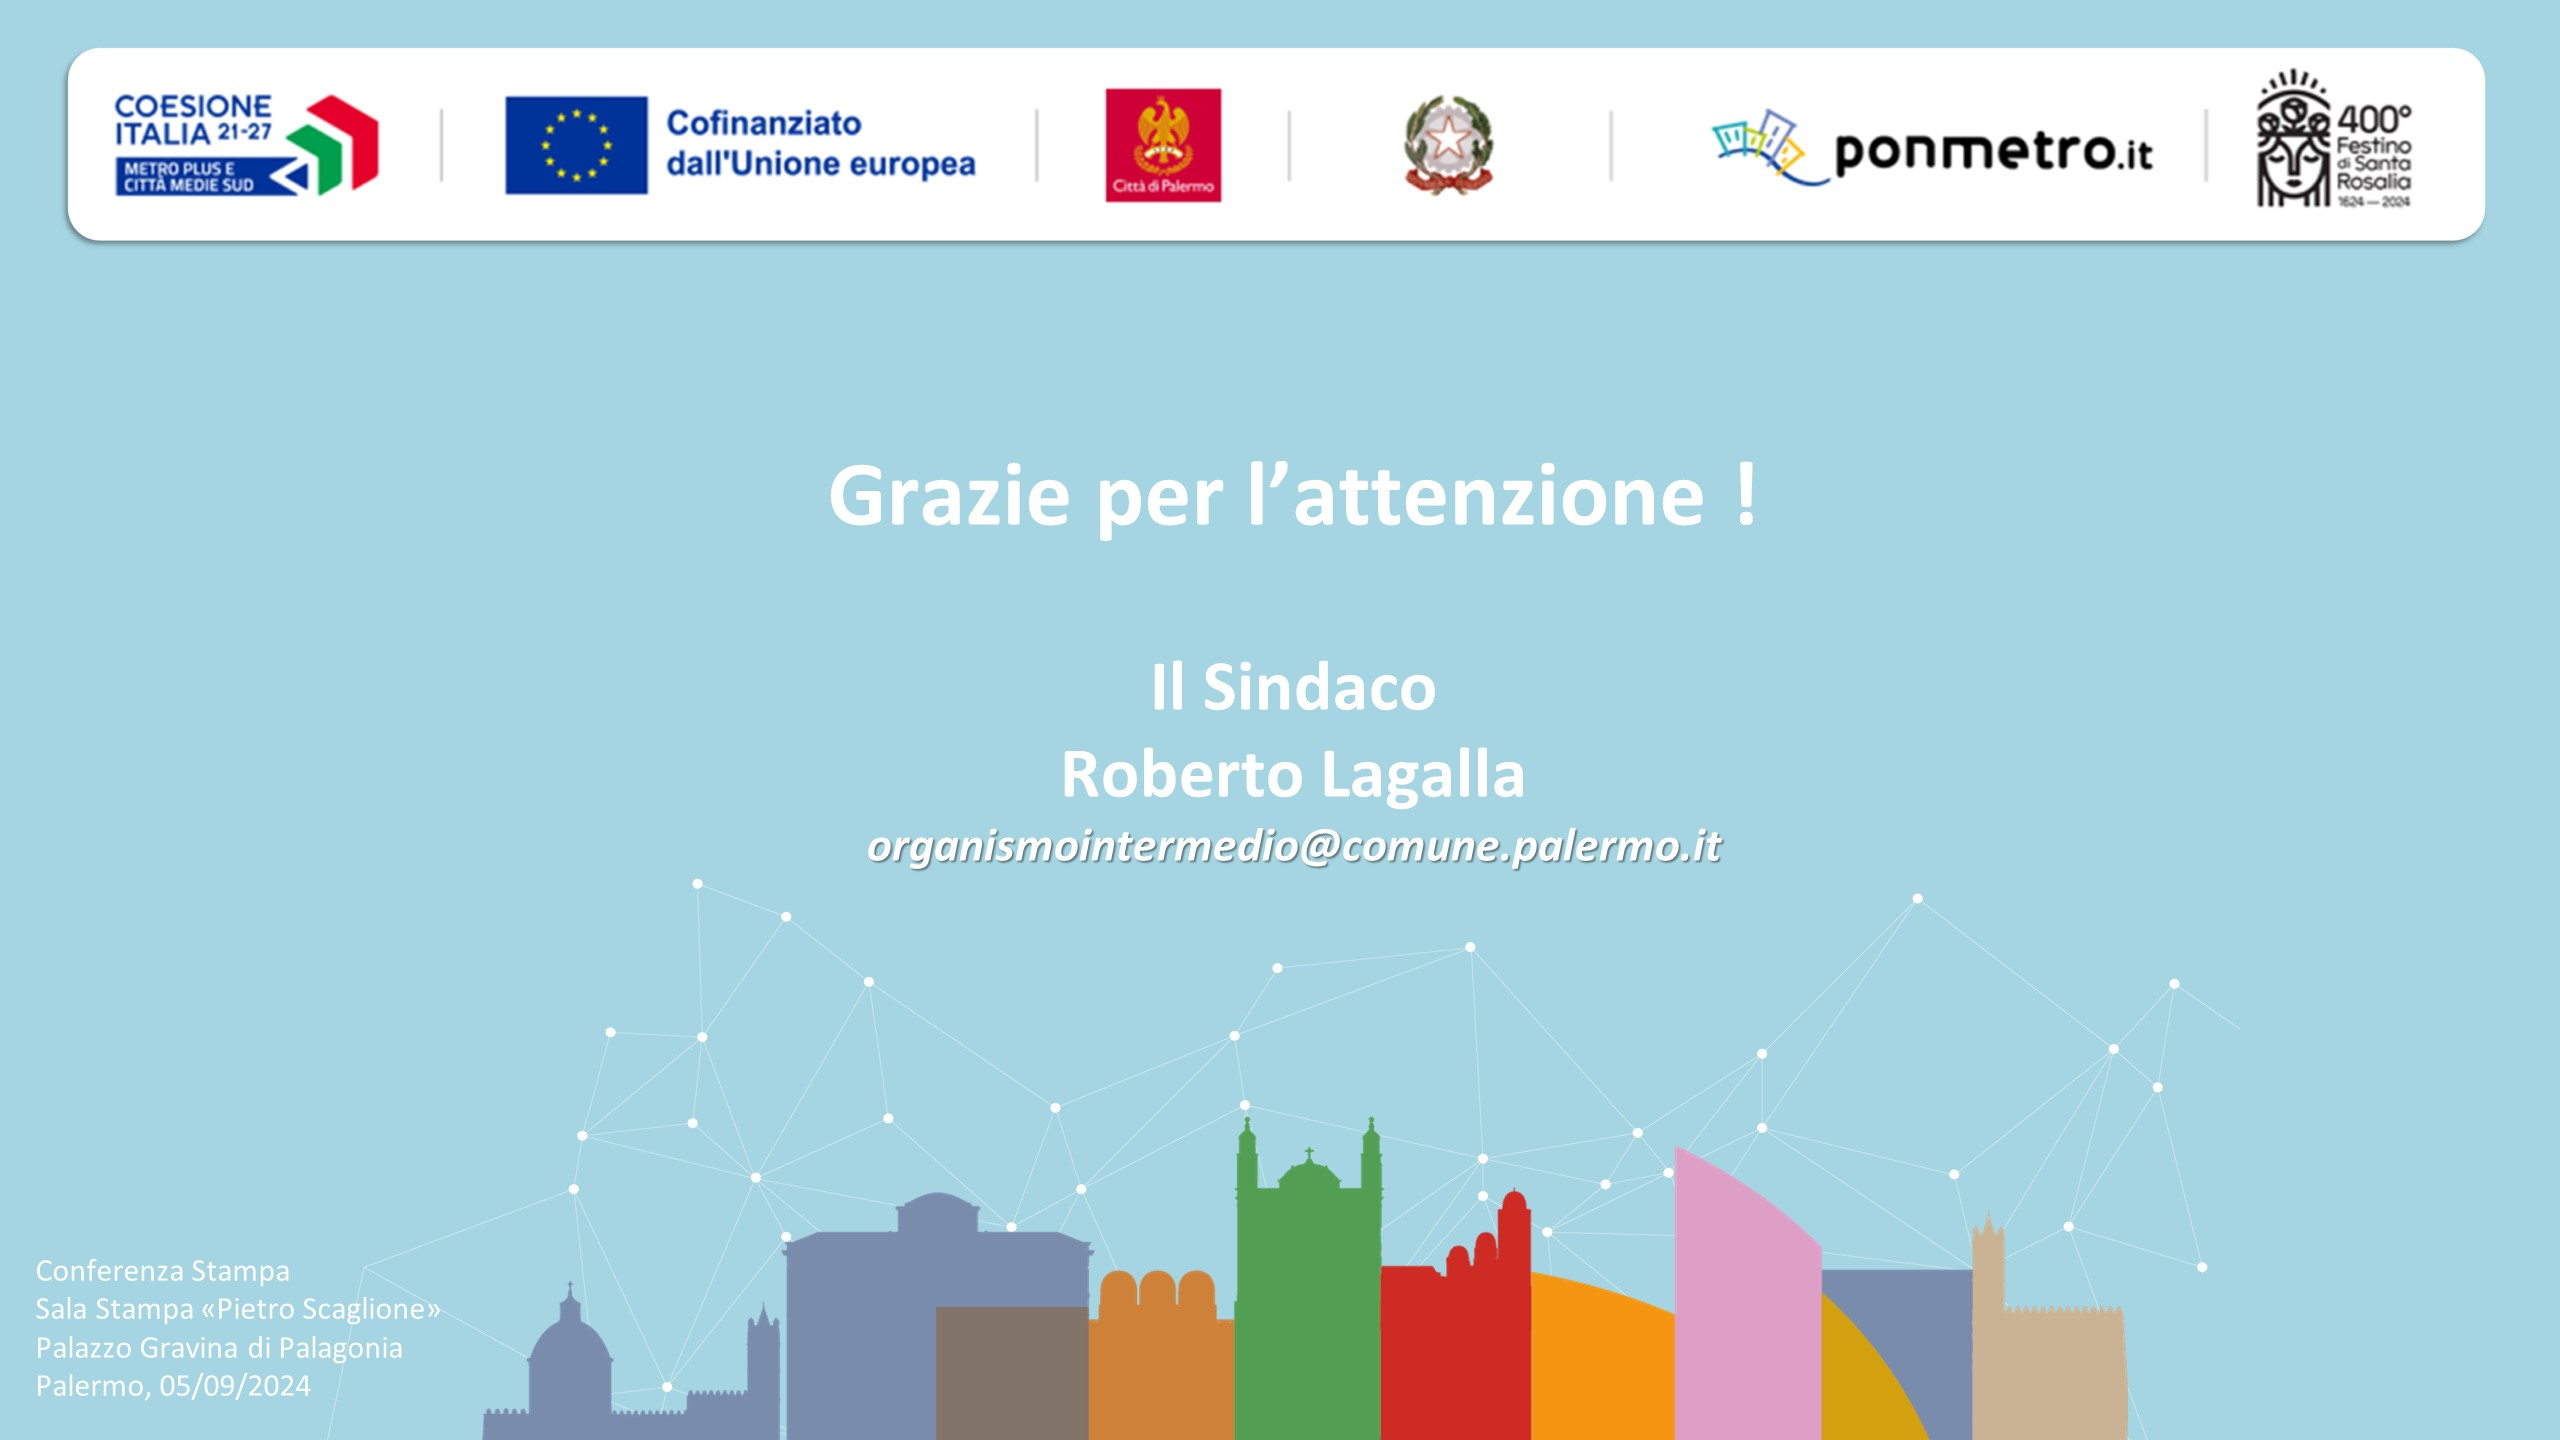 COESIONE
ITALIA 21-27
METRO PLUS E
CITTÀ MEDIE SUD
Cofinanziato
dall'Unione europea
Città di Palermo
ponmetro.it
400°
Festino
di Santa
Rosalia
1624—2024
Grazie per l’attenzione !
Il Sindaco
Roberto Lagalla
organismointermedio@comune.palermo.it
Conferenza Stampa
Sala Stampa «Pietro Scaglione»
Palazzo Gravina di Palagonia
Palermo, 05/09/2024